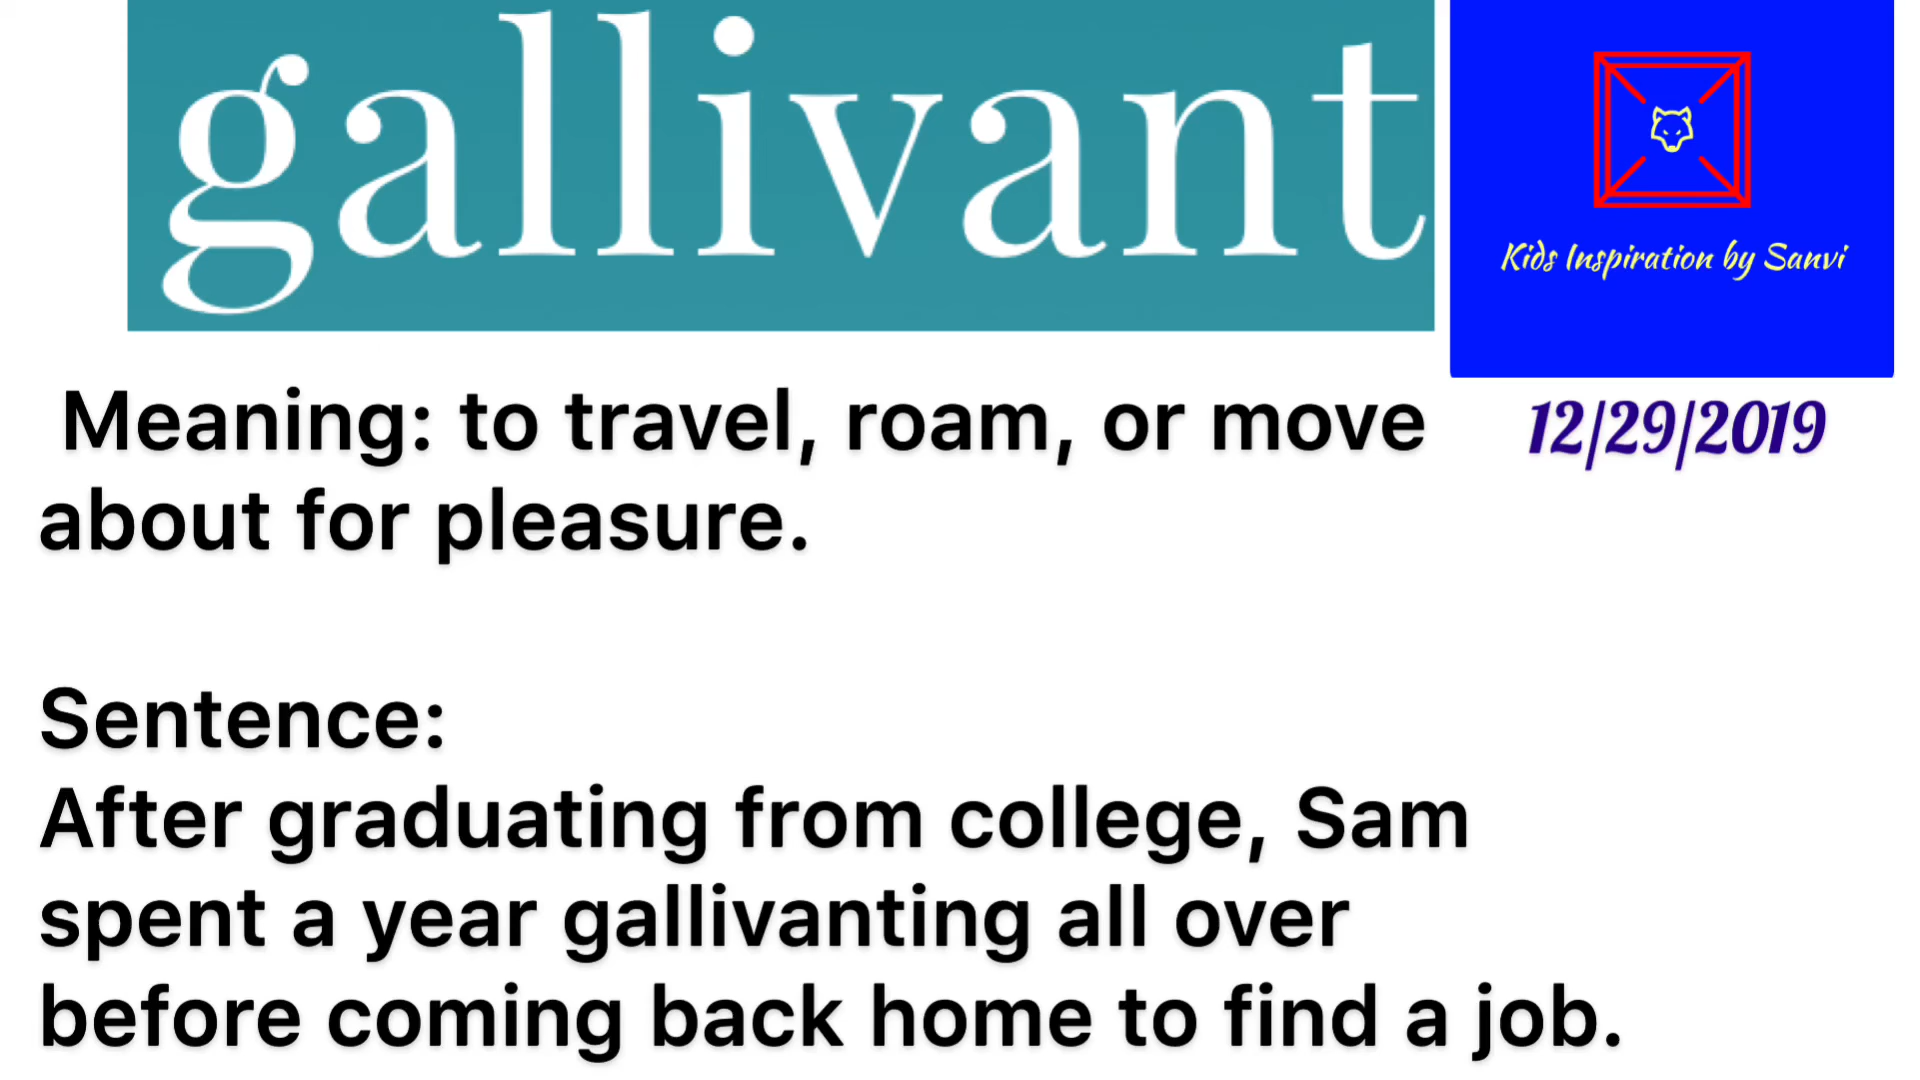 gallivant
Kids Inspiration by Sanvi
12/29/2019
Meaning: to travel, roam, or move
about for pleasure.
Sentence:
After graduating from college, Sam
spent a year gallivanting all over
before coming back home to find a job.